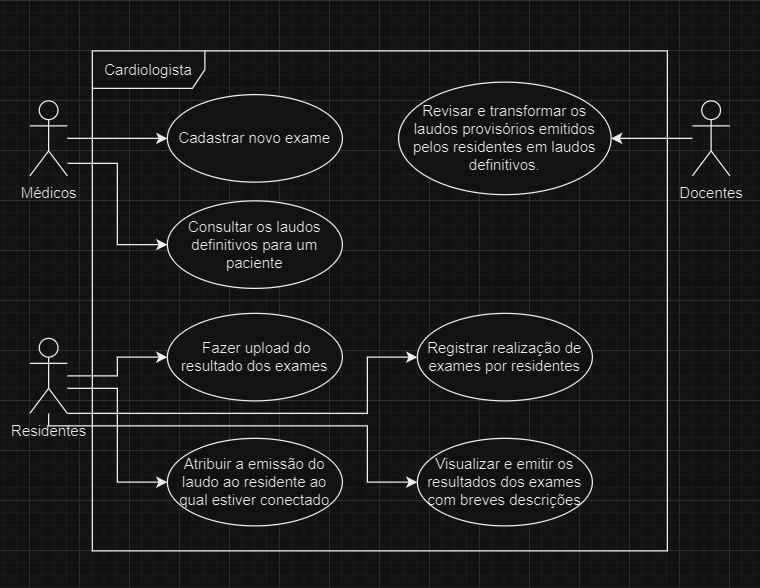 Cardiologista
Cadastrar novo exame
Revisar e transformar os
laudos provisórios emitidos
pelos residentes em laudos
definitivos.
Médicos
Docentes
Consultar os laudos
definitivos para um
paciente
Fazer upload do
resultado dos exames
Registrar realização de
exames por residentes
Residentes
Atribuir a emissão do
laudo ao residente ao
qual estiver conectado
Visualizar e emitir os
resultados dos exames
com breves descrições